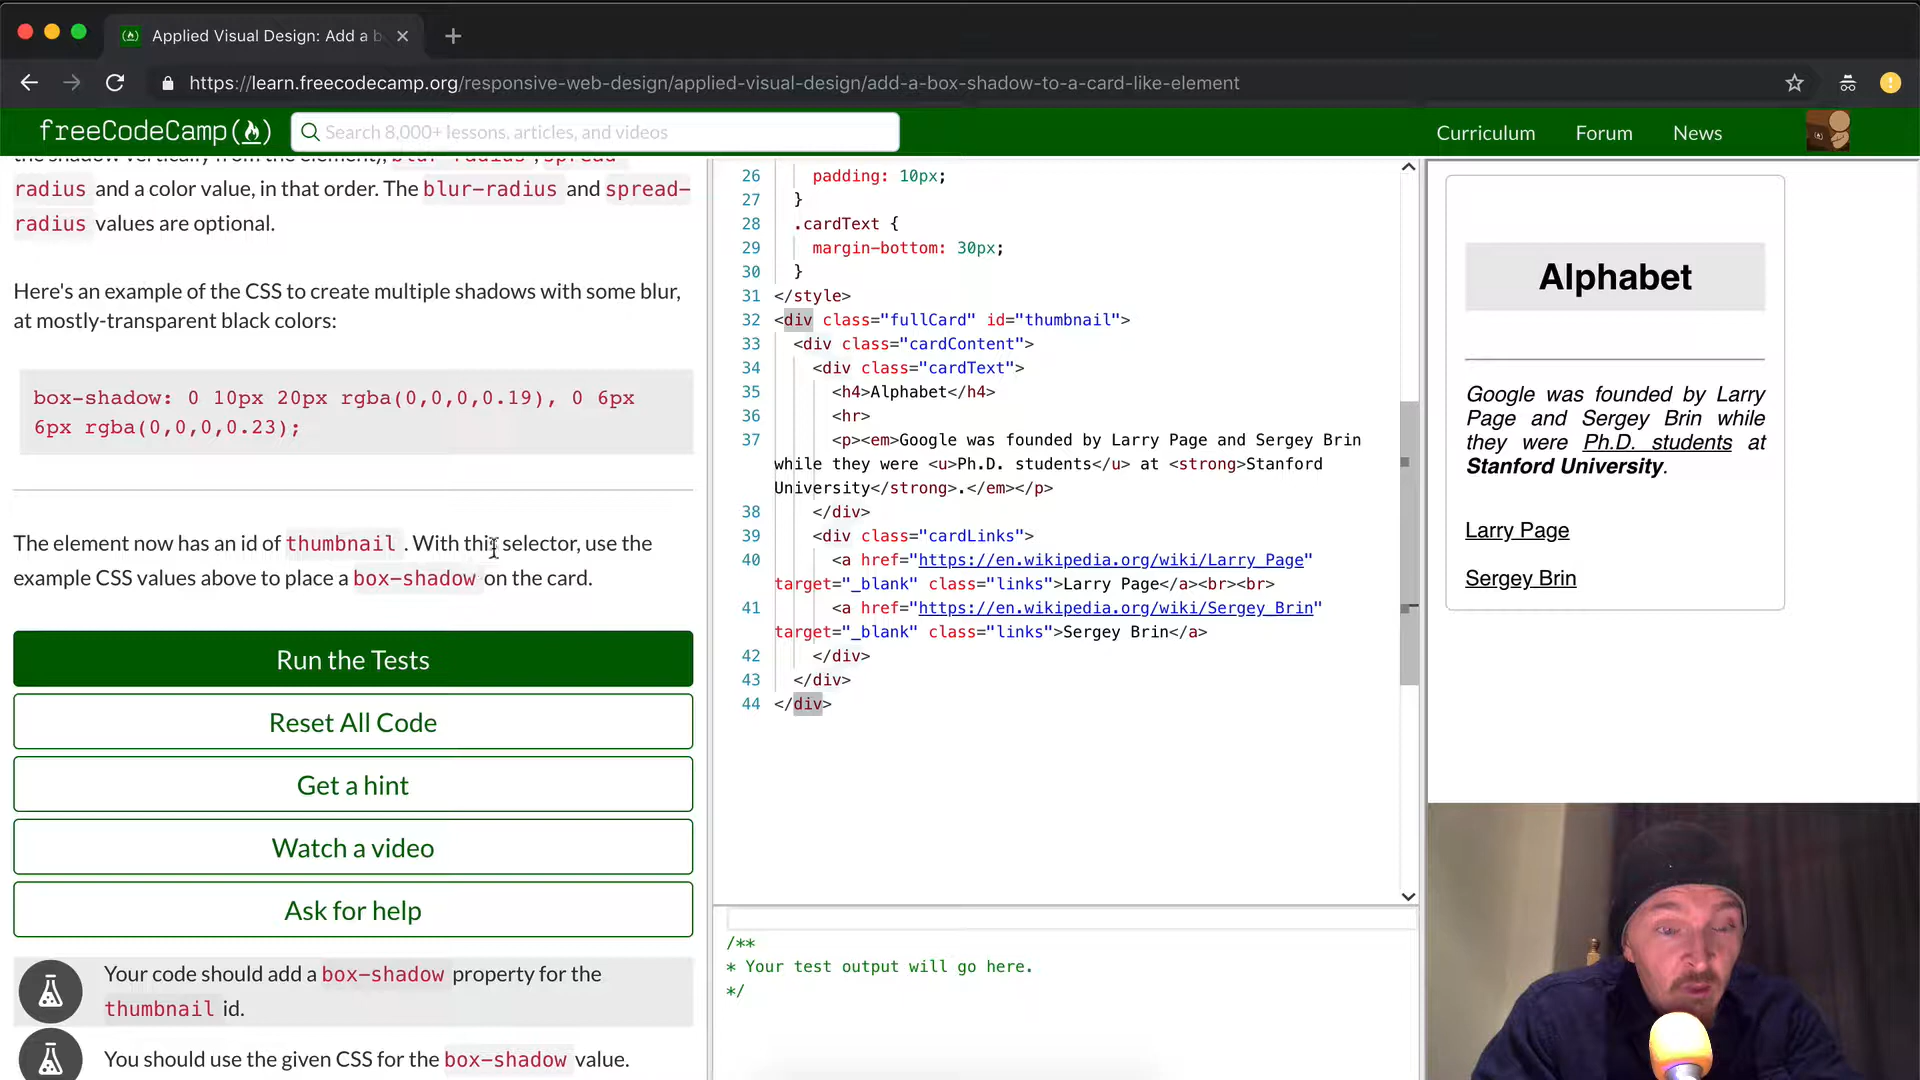 Applied Visual Design: Add a b
https://learn.freecodecamp.org/responsive-web-design/applied-visual-design/add-a-box-shadow-to-a-card-like-element
freeCodeCamp
Search 8,000+ lessons, articles, and videos
Curriculum
Forum
News
the shadow vertically from the element), blur-radius , spread-
radius and a color value, in that order. The blur-radius and spread-
radius values are optional.
Here's an example of the CSS to create multiple shadows with some blur,
at mostly-transparent black colors:
box-shadow: 0 10px 20px rgba(0,0,0,0.19), 0 6px
6px rgba(0,0,0,0.23);
The element now has an id of thumbnail . With this selector, use the
example CSS values above to place a box-shadow on the card.
Run the Tests
Reset All Code
Get a hint
Watch a video
Ask for help
Your code should add a box-shadow property for the
thumbnail id.
You should use the given CSS for the box-shadow value.
26 padding: 10px;
27 }
28 .cardText {
29 margin-bottom: 30px;
30 }
31 </style>
32 <div class="fullCard" id="thumbnail">
33 <div class="cardContent">
34 <div class="cardText">
35 <h4>Alphabet</h4>
36 <hr>
37 <p><em>Google was founded by Larry Page and Sergey Brin
while they were <u>Ph.D. students</u> at <strong>Stanford
University</strong>.</em></p>
38 </div>
39 <div class="cardLinks">
40 <a href="https://en.wikipedia.org/wiki/Larry_Page"
target="_blank" class="links">Larry Page</a><br><br>
41 <a href="https://en.wikipedia.org/wiki/Sergey_Brin"
target="_blank" class="links">Sergey Brin</a>
42 </div>
43 </div>
44 </div>
/**
* Your test output will go here.
*/
Alphabet
Google was founded by Larry
Page and Sergey Brin while
they were Ph.D. students at
Stanford University.
Larry Page
Sergey Brin